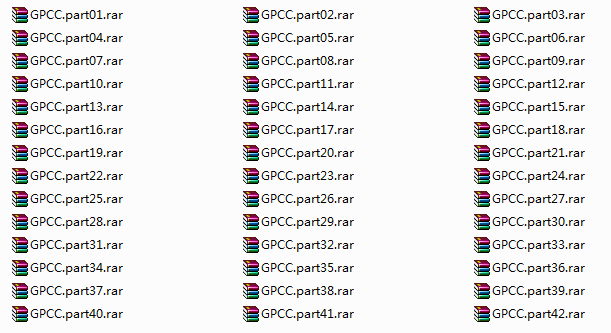 GPCC.part01.rar GPCC.part02.rar GPCC.part03.rar
GPCC.part04.rar GPCC.part05.rar GPCC.part06.rar
GPCC.part07.rar GPCC.part08.rar GPCC.part09.rar
GPCC.part10.rar GPCC.part11.rar GPCC.part12.rar
GPCC.part13.rar GPCC.part14.rar GPCC.part15.rar
GPCC.part16.rar GPCC.part17.rar GPCC.part18.rar
GPCC.part19.rar GPCC.part20.rar GPCC.part21.rar
GPCC.part22.rar GPCC.part23.rar GPCC.part24.rar
GPCC.part25.rar GPCC.part26.rar GPCC.part27.rar
GPCC.part28.rar GPCC.part29.rar GPCC.part30.rar
GPCC.part31.rar GPCC.part32.rar GPCC.part33.rar
GPCC.part34.rar GPCC.part35.rar GPCC.part36.rar
GPCC.part37.rar GPCC.part38.rar GPCC.part39.rar
GPCC.part40.rar GPCC.part41.rar GPCC.part42.rar